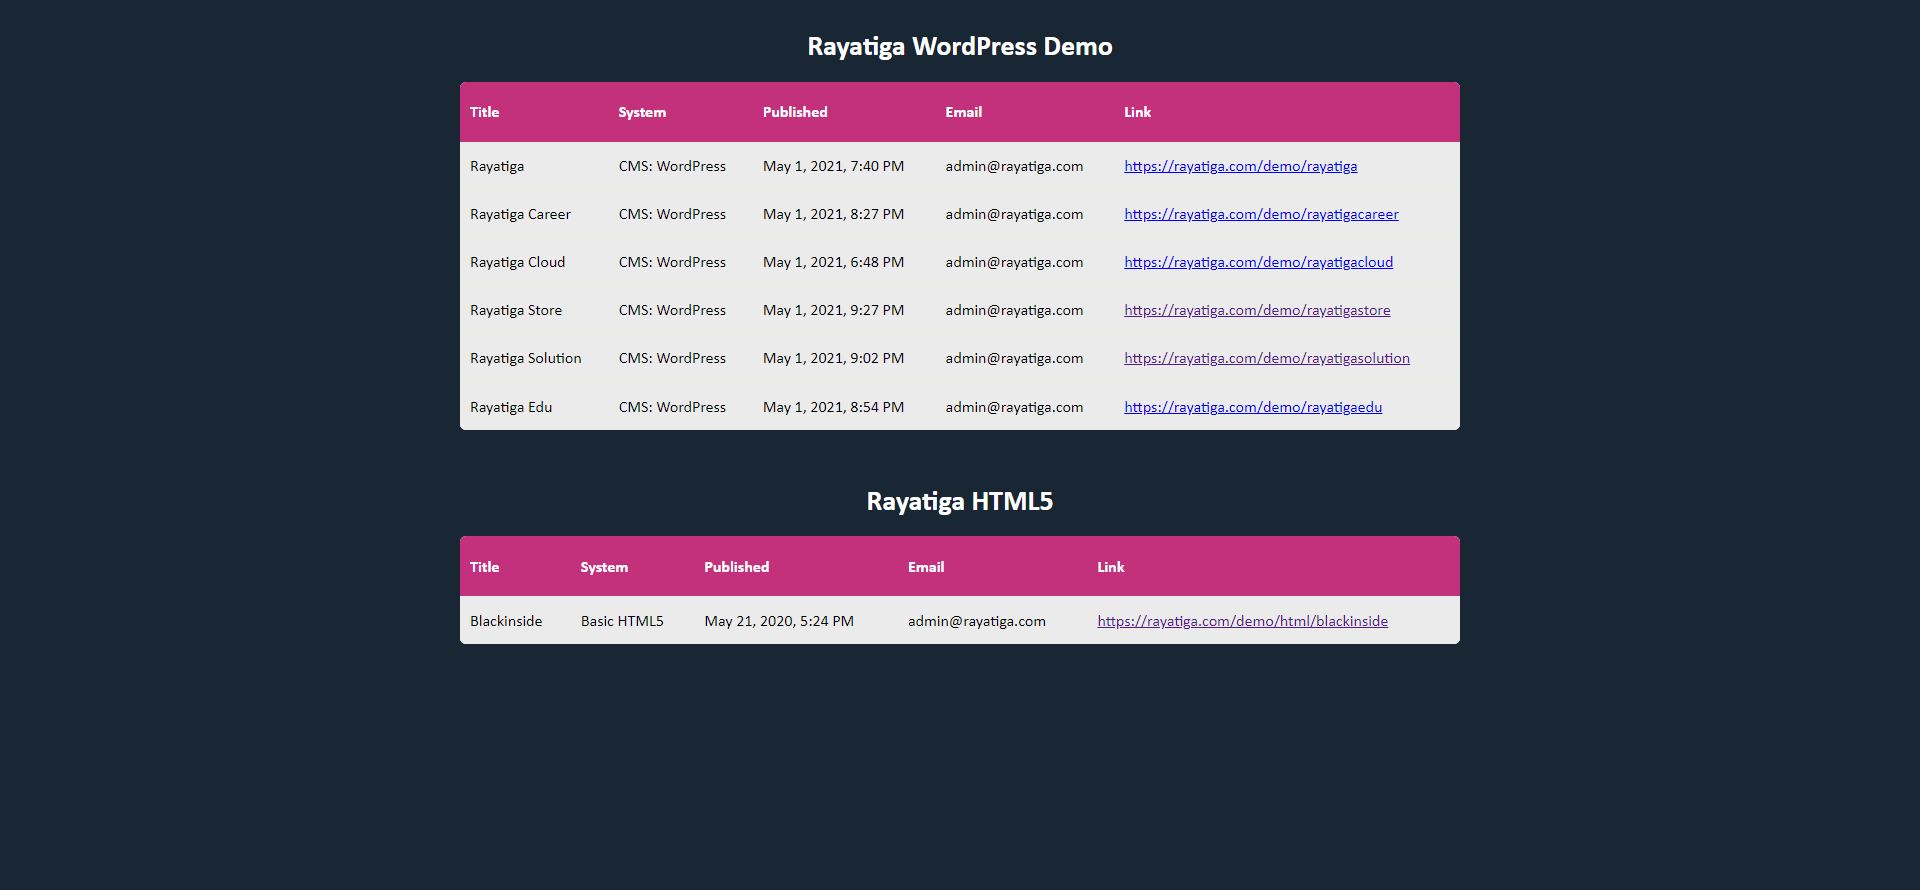 Rayatiga WordPress Demo
Title System Published Email Link
Rayatiga CMS: WordPress May 1, 2021, 7:40 PM admin@rayatiga.com https://rayatiga.com/demo/rayatiga
Rayatiga Career CMS: WordPress May 1, 2021, 8:27 PM admin@rayatiga.com https://rayatiga.com/demo/rayatigacareer
Rayatiga Cloud CMS: WordPress May 1, 2021, 6:48 PM admin@rayatiga.com https://rayatiga.com/demo/rayatigacloud
Rayatiga Store CMS: WordPress May 1, 2021, 9:27 PM admin@rayatiga.com https://rayatiga.com/demo/rayatigastore
Rayatiga Solution CMS: WordPress May 1, 2021, 9:02 PM admin@rayatiga.com https://rayatiga.com/demo/rayatigasolution
Rayatiga Edu CMS: WordPress May 1, 2021, 8:54 PM admin@rayatiga.com https://rayatiga.com/demo/rayatigaedu
Rayatiga HTML5
Title System Published Email Link
Blackinside Basic HTML5 May 21, 2020, 5:24 PM admin@rayatiga.com https://rayatiga.com/demo/html/blackinside